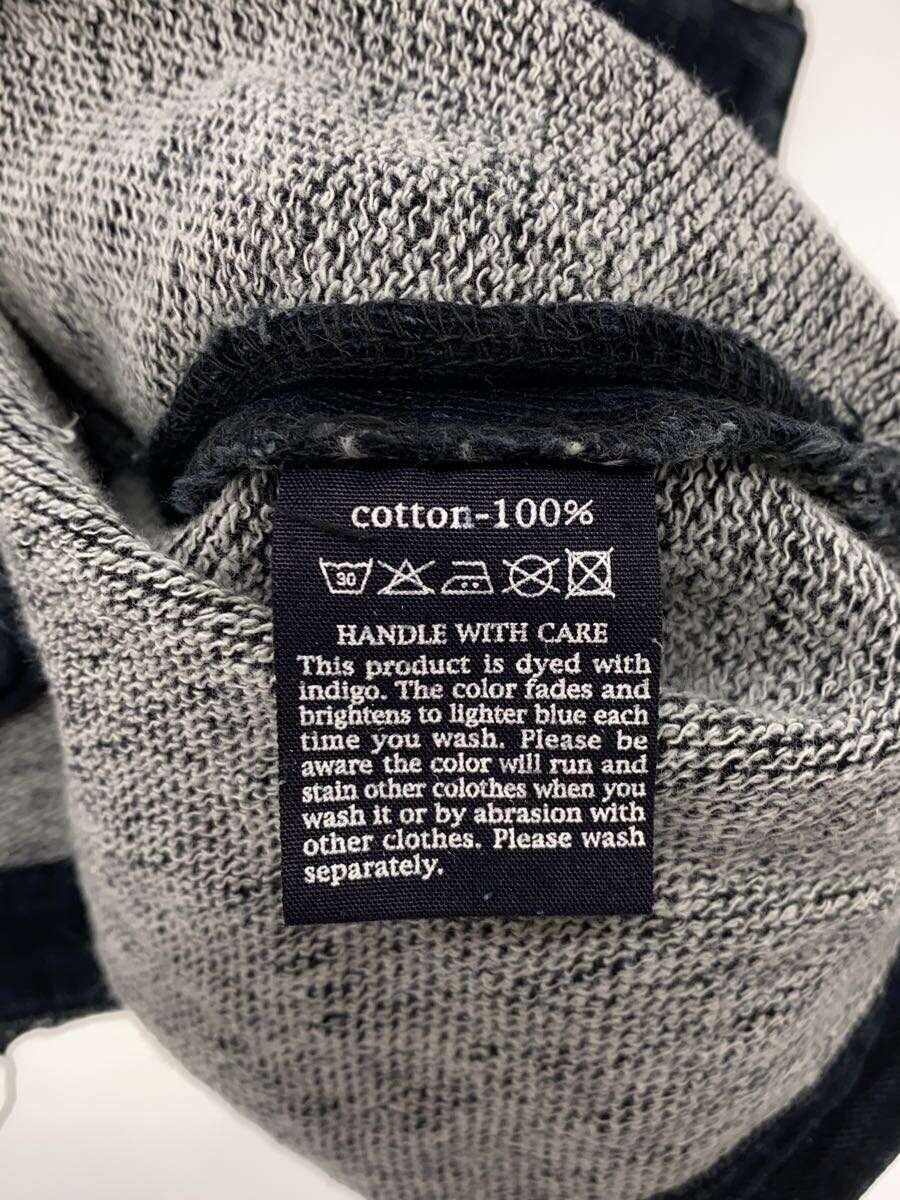 cotton-100%
30
HANDLE WITH CARE
This product is dyed with
indigo. The color fades and
brightens to lighter blue each
time you wash. Please be
aware the color will run and
stain other colothes when you
wash it or by abrasion with
other clothes. Please wash
separately.